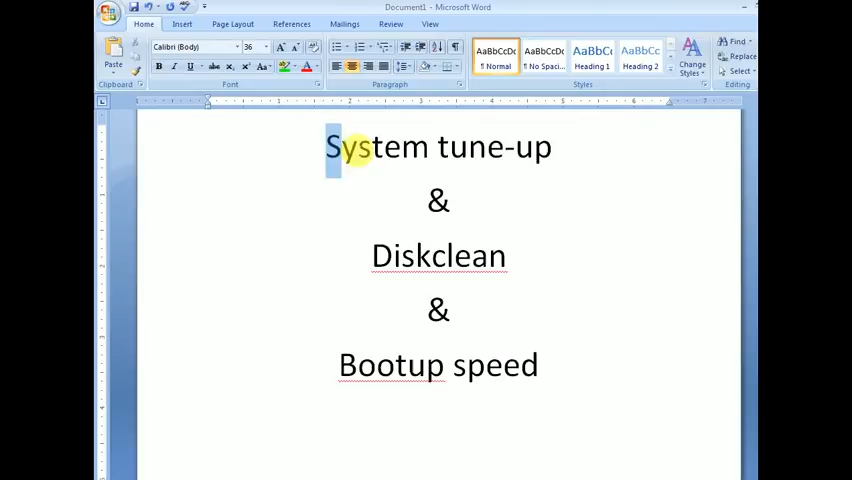 Document1 - Microsoft Word
Home Insert Page Layout References Mailings Review View
Calibri (Body) 36
AaBbCcDc AaBbCcDc AaBbC AaBbCc
Paste
¶ Normal ¶ No Spaci... Heading 1 Heading 2
Change Styles
Find
Replace
Select
Clipboard Font Paragraph Styles Editing
System tune-up
&
Diskclean
&
Bootup speed